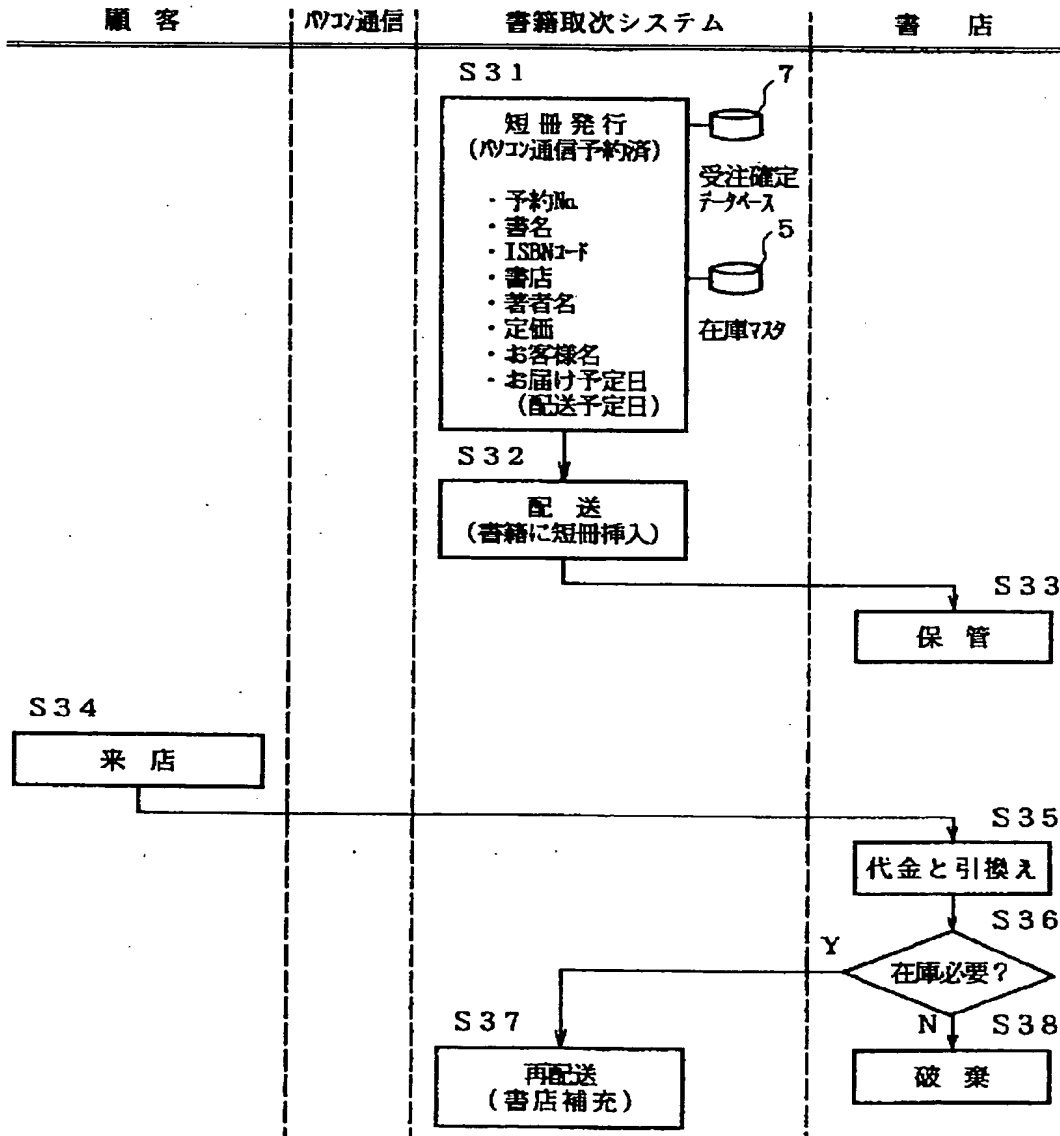 顧 客
パソコン通信
書籍取次システム
書 店
S31
短冊発行
(パソコン通信予約済)
・予約No.
・書名
・ISBNコード
・書店
・著者名
・定価
・お客様名
・お届け予定日
(配送予定日)
7
受注確定
データベース
5
在庫マスタ
S32
配 送
(書籍に短冊挿入)
S33
保 管
S34
来 店
S35
代金と引換え
S36
在庫必要?
Y
N
S37
再配送
(書店補充)
S38
破 棄